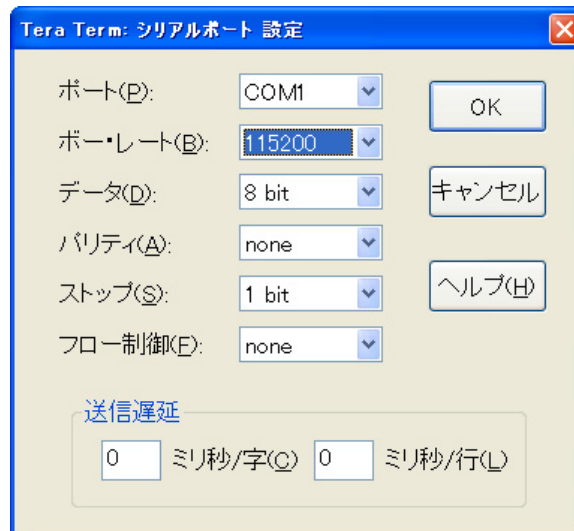 Tera Term: シリアルポート 設定
ポート(P): COM1
OK
ボー・レート(B): 115200
データ(D): 8 bit
キャンセル
パリティ(A): none
ストップ(S): 1 bit
ヘルプ(H)
フロー制御(F): none
送信遅延
0 ミリ秒/字(C) 0 ミリ秒/行(L)